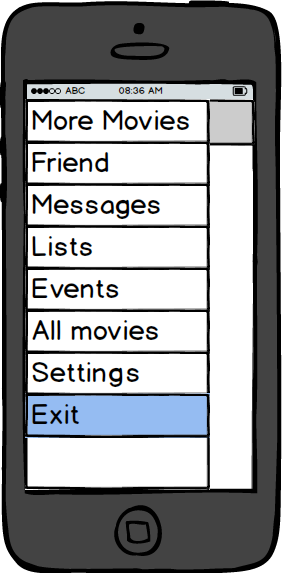 ABC 08:36 AM
More Movies
Friend
Messages
Lists
Events
All movies
Settings
Exit